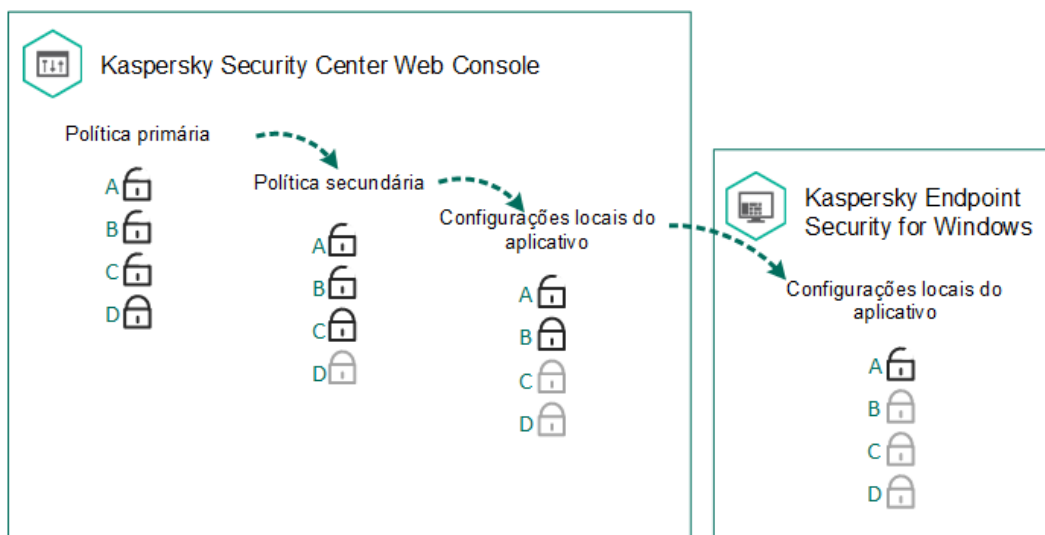 Kaspersky Security Center Web Console
Política primária
A
B
C
D
Política secundária
A
B
C
D
Configurações locais do
aplicativo
A
B
C
D
Kaspersky Endpoint
Security for Windows
Configurações locais do
aplicativo
A
B
C
D